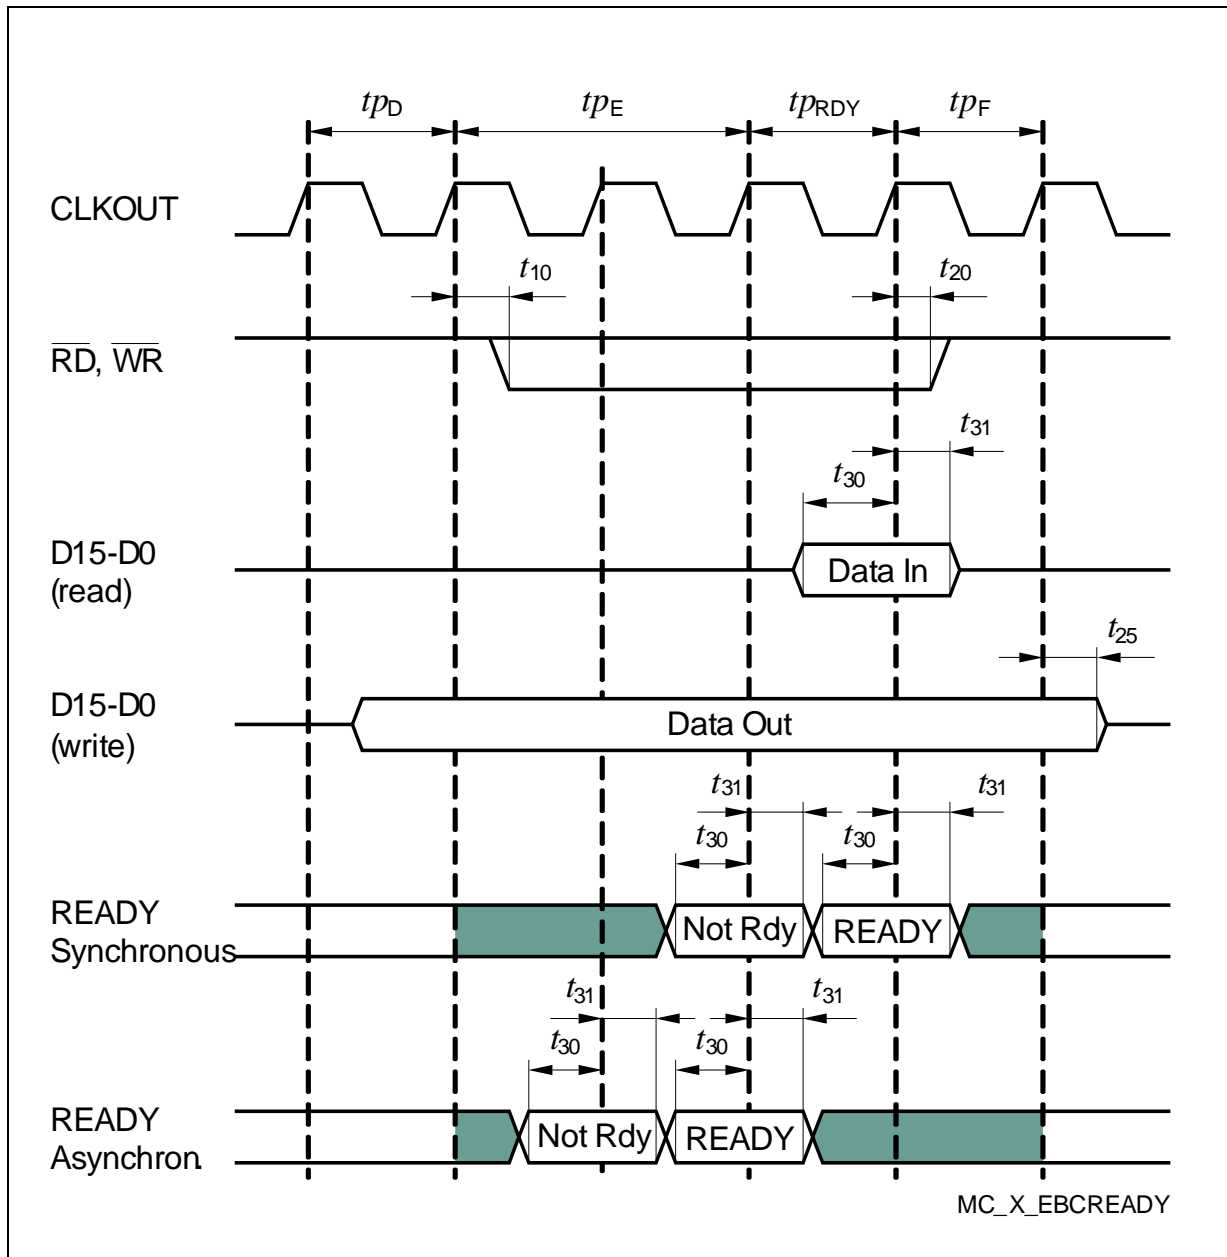 tpD tpE tpRDY tpF
CLKOUT
t10 t20
RD, WR
t31
t30
D15-D0
(read)
Data In
t25
D15-D0
(write)
Data Out
t31 t31
t30 t30
READY
Synchronous
Not Rdy READY
t31 t31
t30 t30
READY
Asynchron.
Not Rdy READY
MC_X_EBCREADY